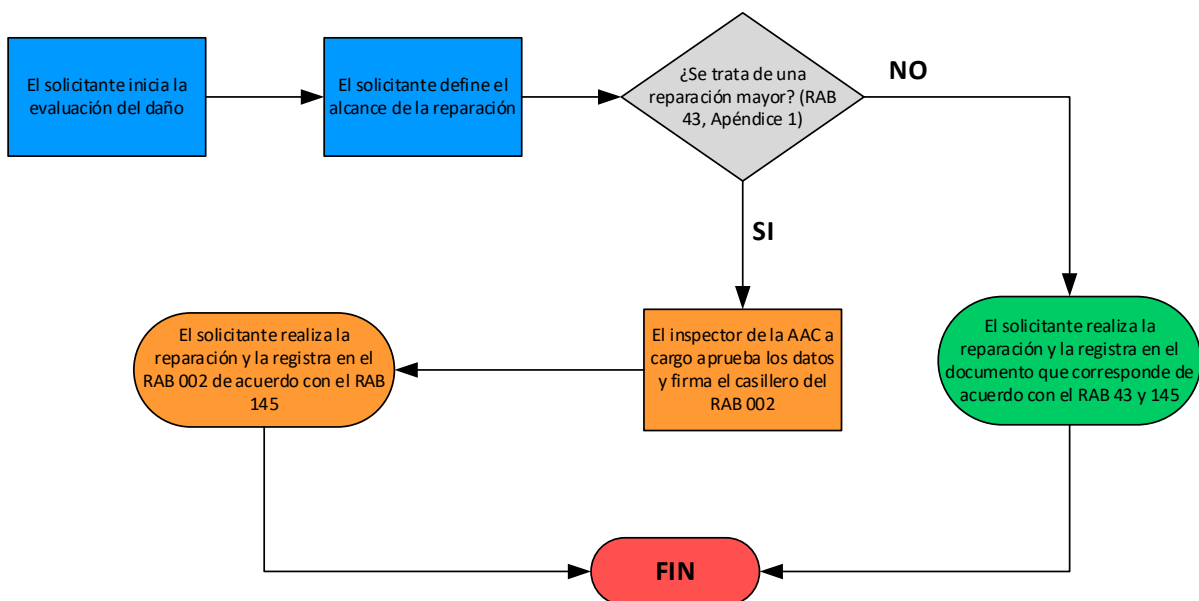 El solicitante inicia la
evaluación del daño
El solicitante define el
alcance de la reparación
¿Se trata de una
reparación mayor? (RAB
43, Apéndice 1)
NO
SI
El solicitante realiza la
reparación y la registra en el
RAB 002 de acuerdo con el RAB
145
El inspector de la AAC a
cargo aprueba los datos
y firma el casillero del
RAB 002
El solicitante realiza la
reparación y la registra en el
documento que corresponde de
acuerdo con el RAB 43 y 145
FIN